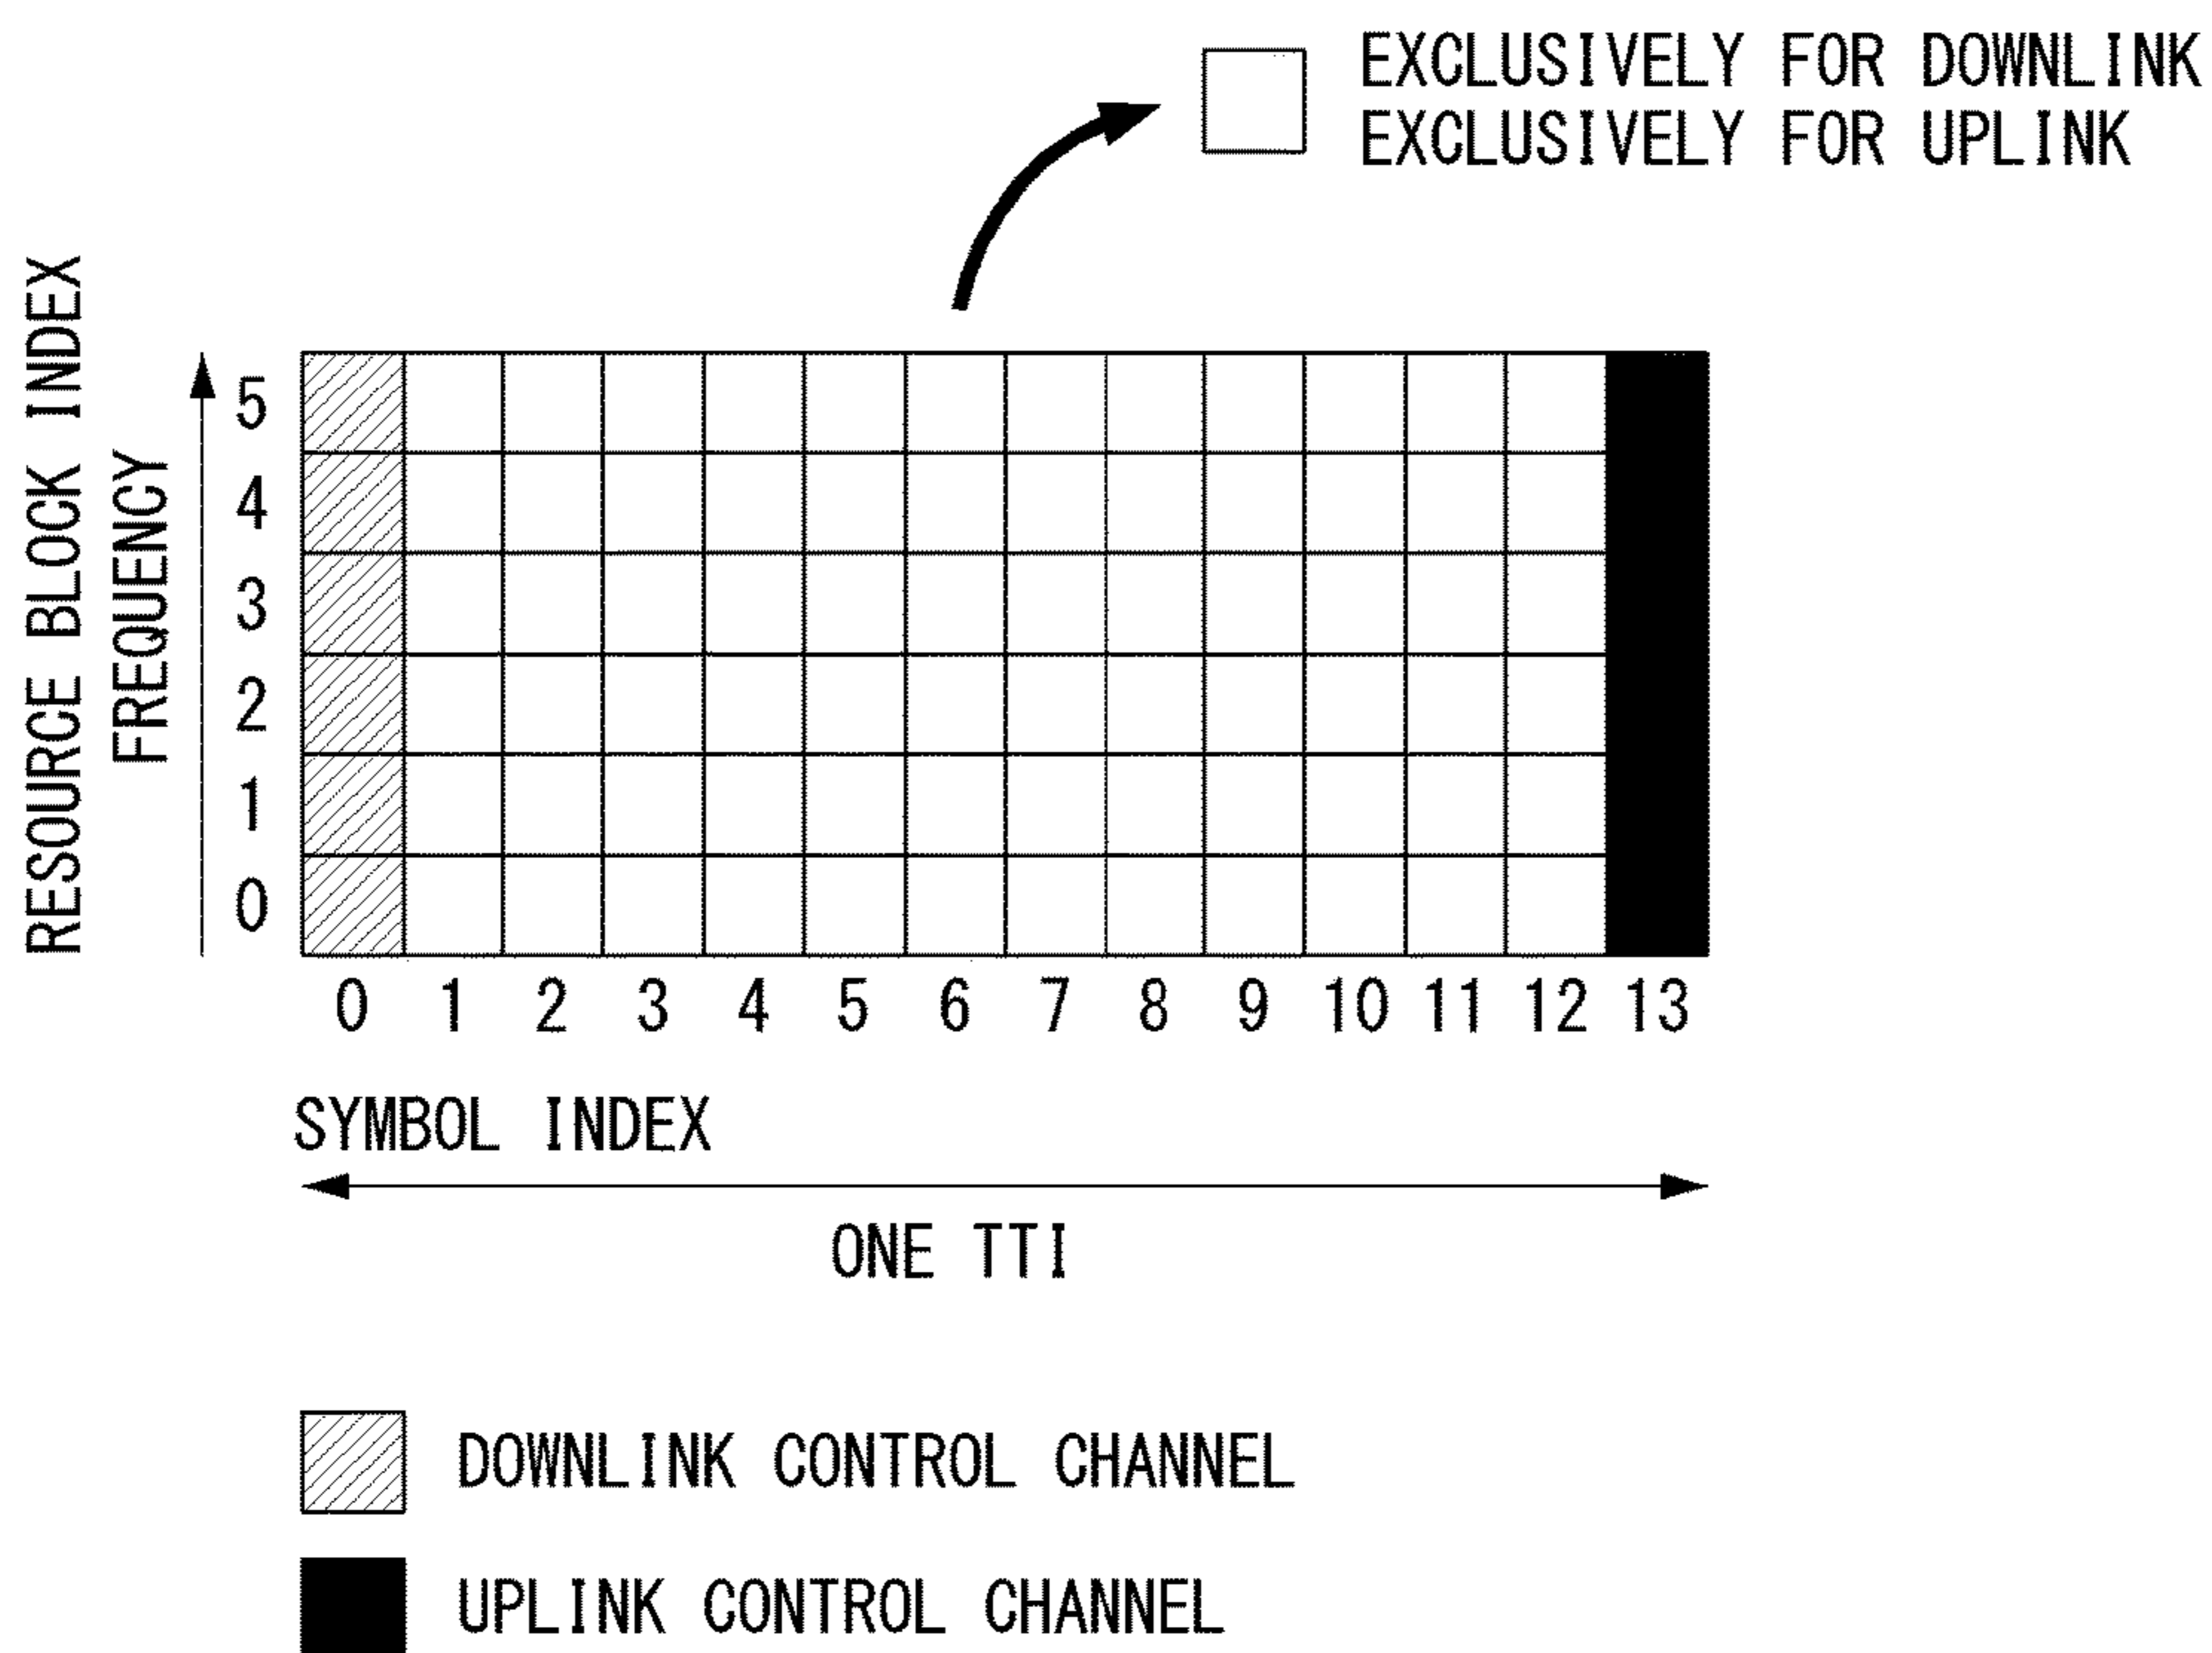 EXCLUSIVELY FOR DOWNLINK
EXCLUSIVELY FOR UPLINK
RESOURCE BLOCK INDEX
FREQUENCY
5
4
3
2
1
0
0 1 2 3 4 5 6 7 8 9 10 11 12 13
SYMBOL INDEX
ONE TTI
DOWNLINK CONTROL CHANNEL
UPLINK CONTROL CHANNEL